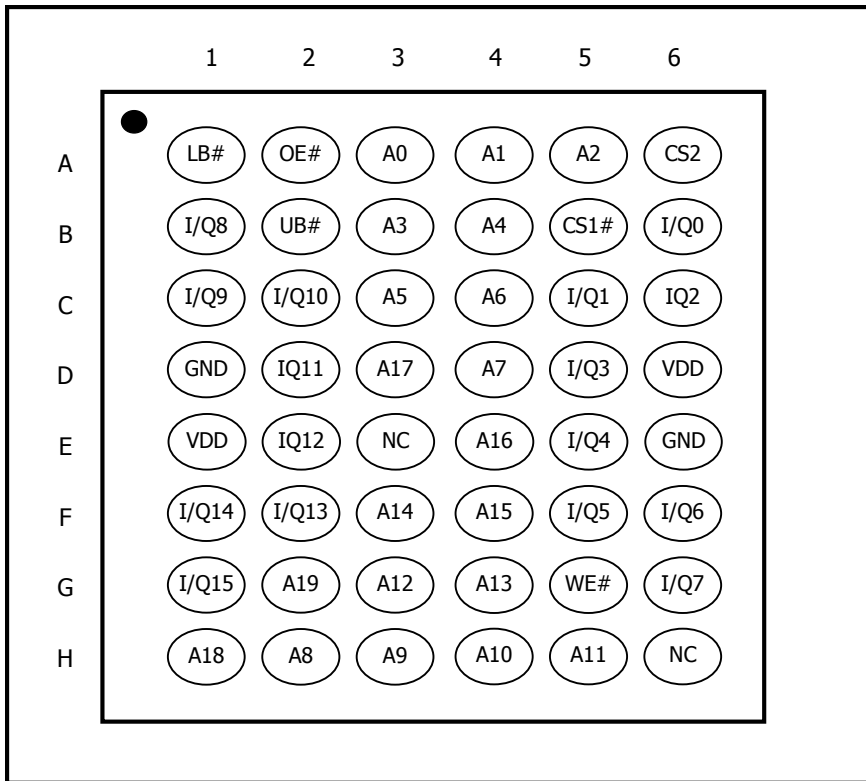 1 2 3 4 5 6
A LB# OE# A0 A1 A2 CS2
B I/Q8 UB# A3 A4 CS1# I/Q0
C I/Q9 I/Q10 A5 A6 I/Q1 IQ2
D GND IQ11 A17 A7 I/Q3 VDD
E VDD IQ12 NC A16 I/Q4 GND
F I/Q14 I/Q13 A14 A15 I/Q5 I/Q6
G I/Q15 A19 A12 A13 WE# I/Q7
H A18 A8 A9 A10 A11 NC